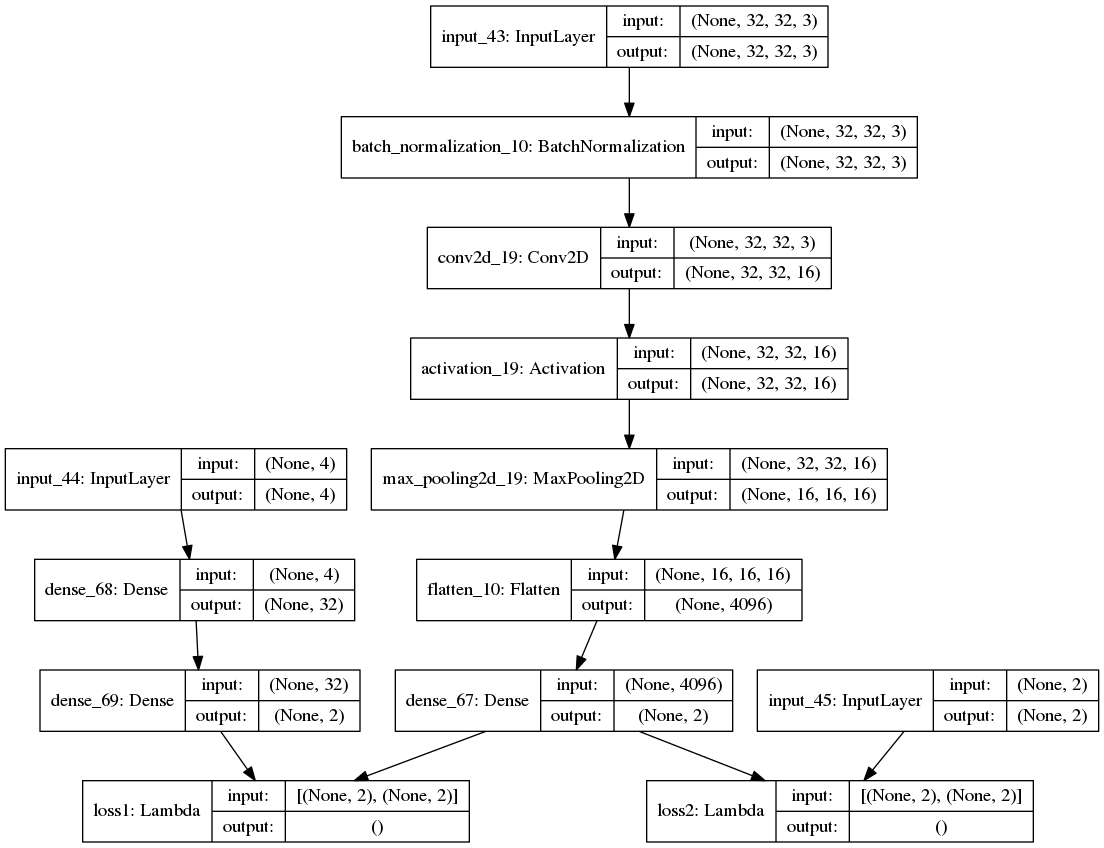 input_43: InputLayer
input: (None, 32, 32, 3)
output: (None, 32, 32, 3)
batch_normalization_10: BatchNormalization
input: (None, 32, 32, 3)
output: (None, 32, 32, 3)
conv2d_19: Conv2D
input: (None, 32, 32, 3)
output: (None, 32, 32, 16)
activation_19: Activation
input: (None, 32, 32, 16)
output: (None, 32, 32, 16)
input_44: InputLayer
input: (None, 4)
output: (None, 4)
max_pooling2d_19: MaxPooling2D
input: (None, 32, 32, 16)
output: (None, 16, 16, 16)
dense_68: Dense
input: (None, 4)
output: (None, 32)
flatten_10: Flatten
input: (None, 16, 16, 16)
output: (None, 4096)
dense_69: Dense
input: (None, 32)
output: (None, 2)
dense_67: Dense
input: (None, 4096)
output: (None, 2)
input_45: InputLayer
input: (None, 2)
output: (None, 2)
loss1: Lambda
input: [(None, 2), (None, 2)]
output: ()
loss2: Lambda
input: [(None, 2), (None, 2)]
output: ()